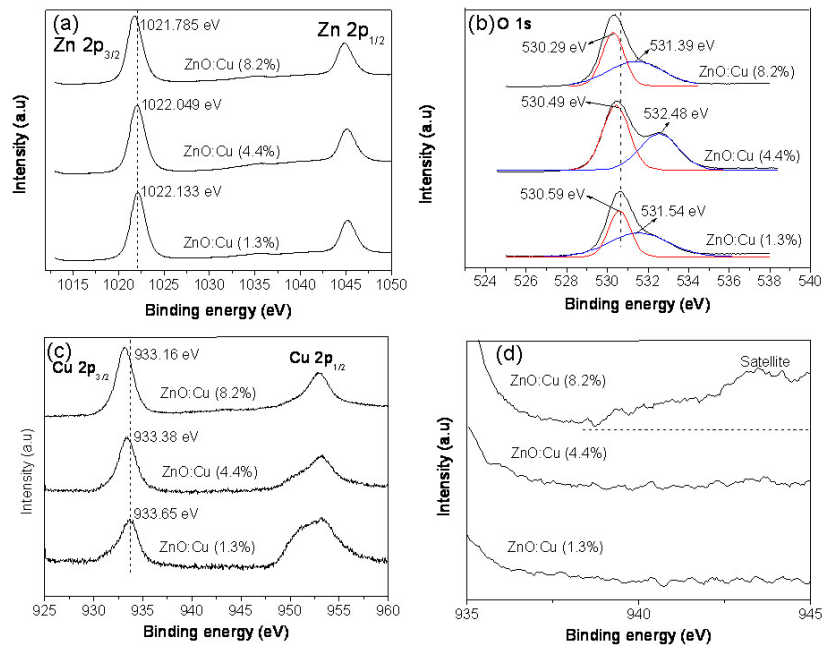 (a)
1021.785 eV
Zn 2p3/2
Zn 2p1/2
ZnO:Cu (8.2%)
1022.049 eV
ZnO:Cu (4.4%)
1022.133 eV
ZnO:Cu (1.3%)
Intensity (a.u)
1015 1020 1025 1030 1035 1040 1045 1050
Binding energy (eV)
(b) O 1s
530.29 eV
531.39 eV
ZnO:Cu (8.2%)
530.49 eV
532.48 eV
ZnO:Cu (4.4%)
530.59 eV
531.54 eV
ZnO:Cu (1.3%)
Intensity (a.u)
524 526 528 530 532 534 536 538 540
Binding energy (eV)
(c)
933.16 eV
Cu 2p3/2
Cu 2p1/2
ZnO:Cu (8.2%)
933.38 eV
ZnO:Cu (4.4%)
933.65 eV
ZnO:Cu (1.3%)
Intensity (a.u)
925 930 935 940 945 950 955 960
Binding energy (eV)
(d)
Satellite
ZnO:Cu (8.2%)
ZnO:Cu (4.4%)
ZnO:Cu (1.3%)
Intensity (a.u)
935 940 945
Binding energy (eV)